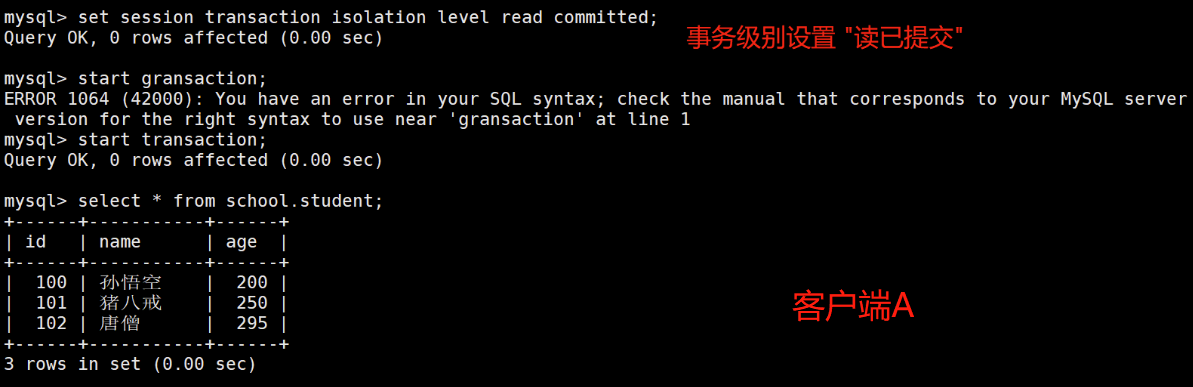 mysql> set session transaction isolation level read committed;
Query OK, 0 rows affected (0.00 sec)
事务级别设置 "读已提交"
mysql> start gransaction;
ERROR 1064 (42000): You have an error in your SQL syntax; check the manual that corresponds to your MySQL server
 version for the right syntax to use near 'gransaction' at line 1
mysql> start transaction;
Query OK, 0 rows affected (0.00 sec)
mysql> select * from school.student;
+------+-----------+------+
| id   | name      | age  |
+------+-----------+------+
|  100 | 孙悟空    |  200 |
|  101 | 猪八戒    |  250 |
|  102 | 唐僧      |  295 |
+------+-----------+------+
客户端A
3 rows in set (0.00 sec)